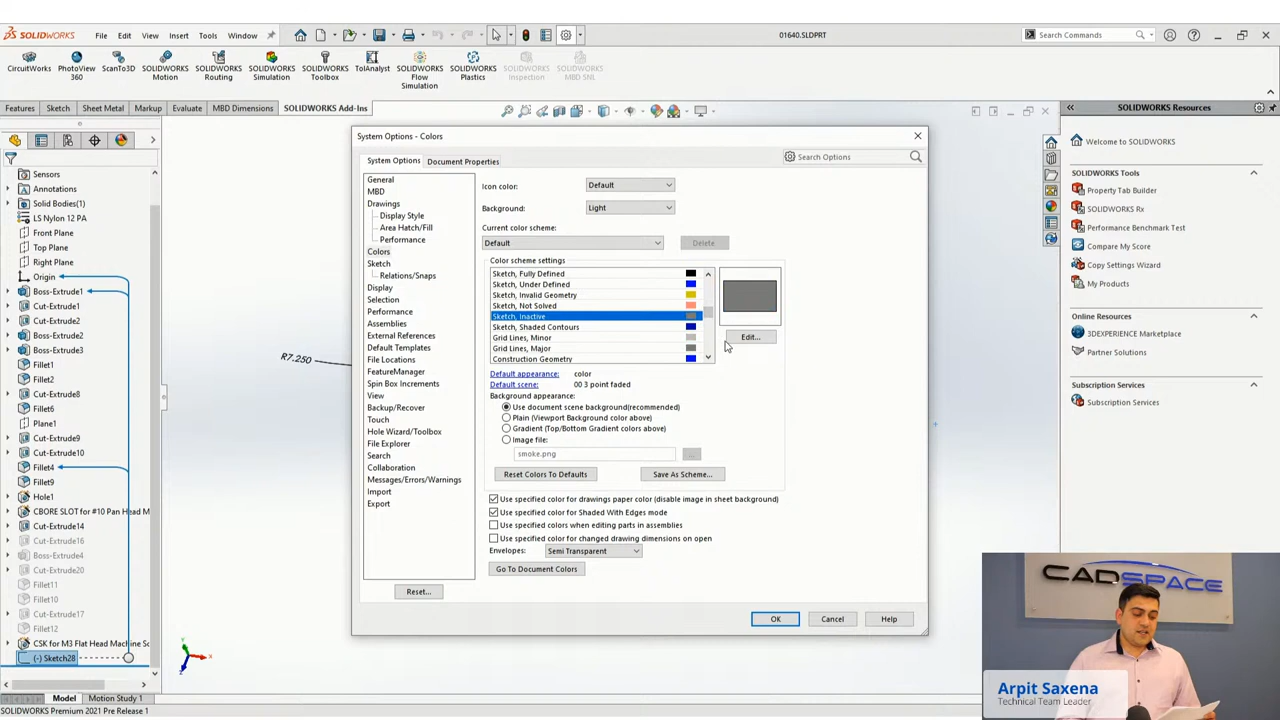 SOLIDWORKS File Edit View Insert Tools Window 01640.SLDPRT Search Commands
CircuitWorks PhotoView 360 ScanTo3D SOLIDWORKS Motion SOLIDWORKS Routing SOLIDWORKS Simulation SOLIDWORKS Toolbox TolAnalyst SOLIDWORKS Flow Simulation SOLIDWORKS Plastics SOLIDWORKS Inspection SOLIDWORKS MBD SNL
Features Sketch Sheet Metal Markup Evaluate MBD Dimensions SOLIDWORKS Add-Ins
Sensors
Annotations
Solid Bodies(1)
LS Nylon 12 PA
Front Plane
Top Plane
Right Plane
Origin
Boss-Extrude1
Cut-Extrude1
Cut-Extrude2
Boss-Extrude2
Boss-Extrude3
Fillet1
Fillet2
Cut-Extrude8
Fillet6
Plane1
Cut-Extrude9
Cut-Extrude10
Fillet4
Fillet9
Hole1
CBORE SLOT for #10 Pan Head M
Cut-Extrude14
Cut-Extrude16
Boss-Extrude4
Cut-Extrude20
Fillet11
Fillet10
Cut-Extrude17
Fillet12
CSK for M3 Flat Head Machine Sc
(-) Sketch28
R7.250
System Options - Colors
System Options Document Properties
Search Options
General
MBD
Drawings
Display Style
Area Hatch/Fill
Performance
Colors
Sketch
Relations/Snaps
Display
Selection
Performance
Assemblies
External References
Default Templates
File Locations
FeatureManager
Spin Box Increments
View
Backup/Recover
Touch
Hole Wizard/Toolbox
File Explorer
Search
Collaboration
Messages/Errors/Warnings
Import
Export
Reset...
Icon color: Default
Background: Light
Current color scheme:
Default Delete
Color scheme settings
Sketch, Fully Defined
Sketch, Under Defined
Sketch, Invalid Geometry
Sketch, Not Solved
Sketch, Inactive
Sketch, Shaded Contours
Grid Lines, Minor
Grid Lines, Major
Construction Geometry
Edit...
Default appearance: color
Default scene: 00 3 point faded
Background appearance:
Use document scene background(recommended)
Plain (Viewport Background color above)
Gradient (Top/Bottom Gradient colors above)
Image file:
smoke.png ...
Reset Colors To Defaults Save As Scheme...
Use specified color for drawings paper color (disable image in sheet background)
Use specified color for Shaded With Edges mode
Use specified colors when editing parts in assemblies
Use specified color for changed drawing dimensions on open
Envelopes: Semi Transparent
Go To Document Colors
OK Cancel Help
SOLIDWORKS Resources
Welcome to SOLIDWORKS
SOLIDWORKS Tools
Property Tab Builder
SOLIDWORKS Rx
Performance Benchmark Test
Compare My Score
Copy Settings Wizard
My Products
Online Resources
3DEXPERIENCE Marketplace
Partner Solutions
Subscription Services
Subscription Services
CADSPACE
Arpit Saxena
Technical Team Leader
Model Motion Study 1
SOLIDWORKS Premium 2021 Pre Release 1